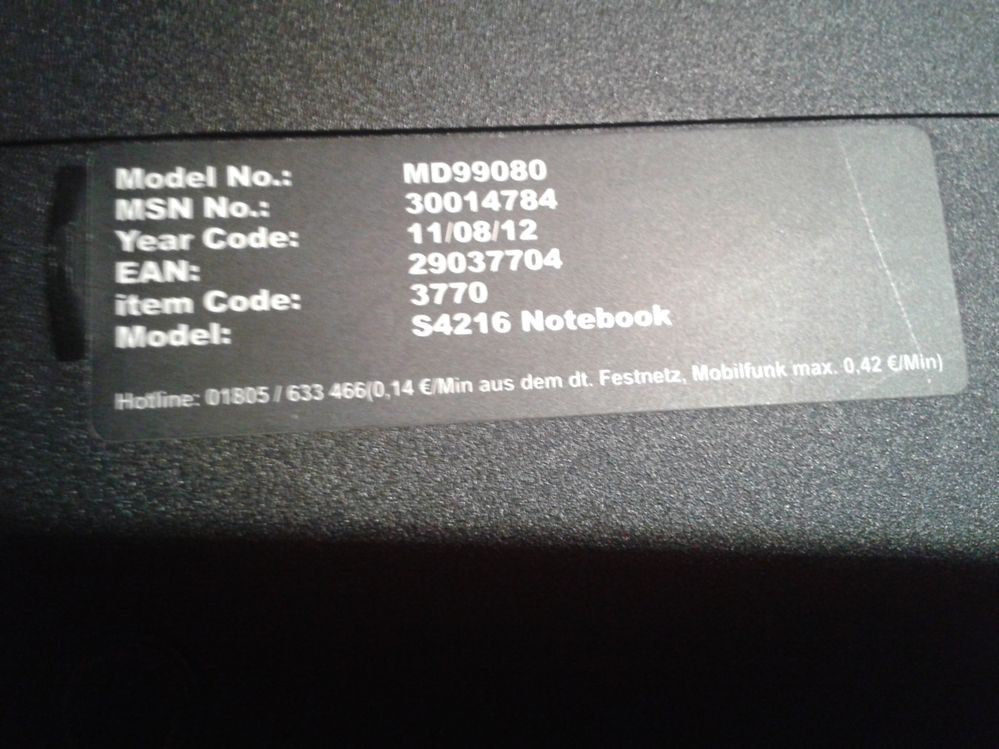 Model No.: MD99080
MSN No.: 30014784
Year Code: 11/08/12
EAN: 29037704
item Code: 3770
Model: S4216 Notebook
Hotline: 01805 / 633 466(0,14 €/Min aus dem dt. Festnetz, Mobilfunk max. 0,42 €/Min)